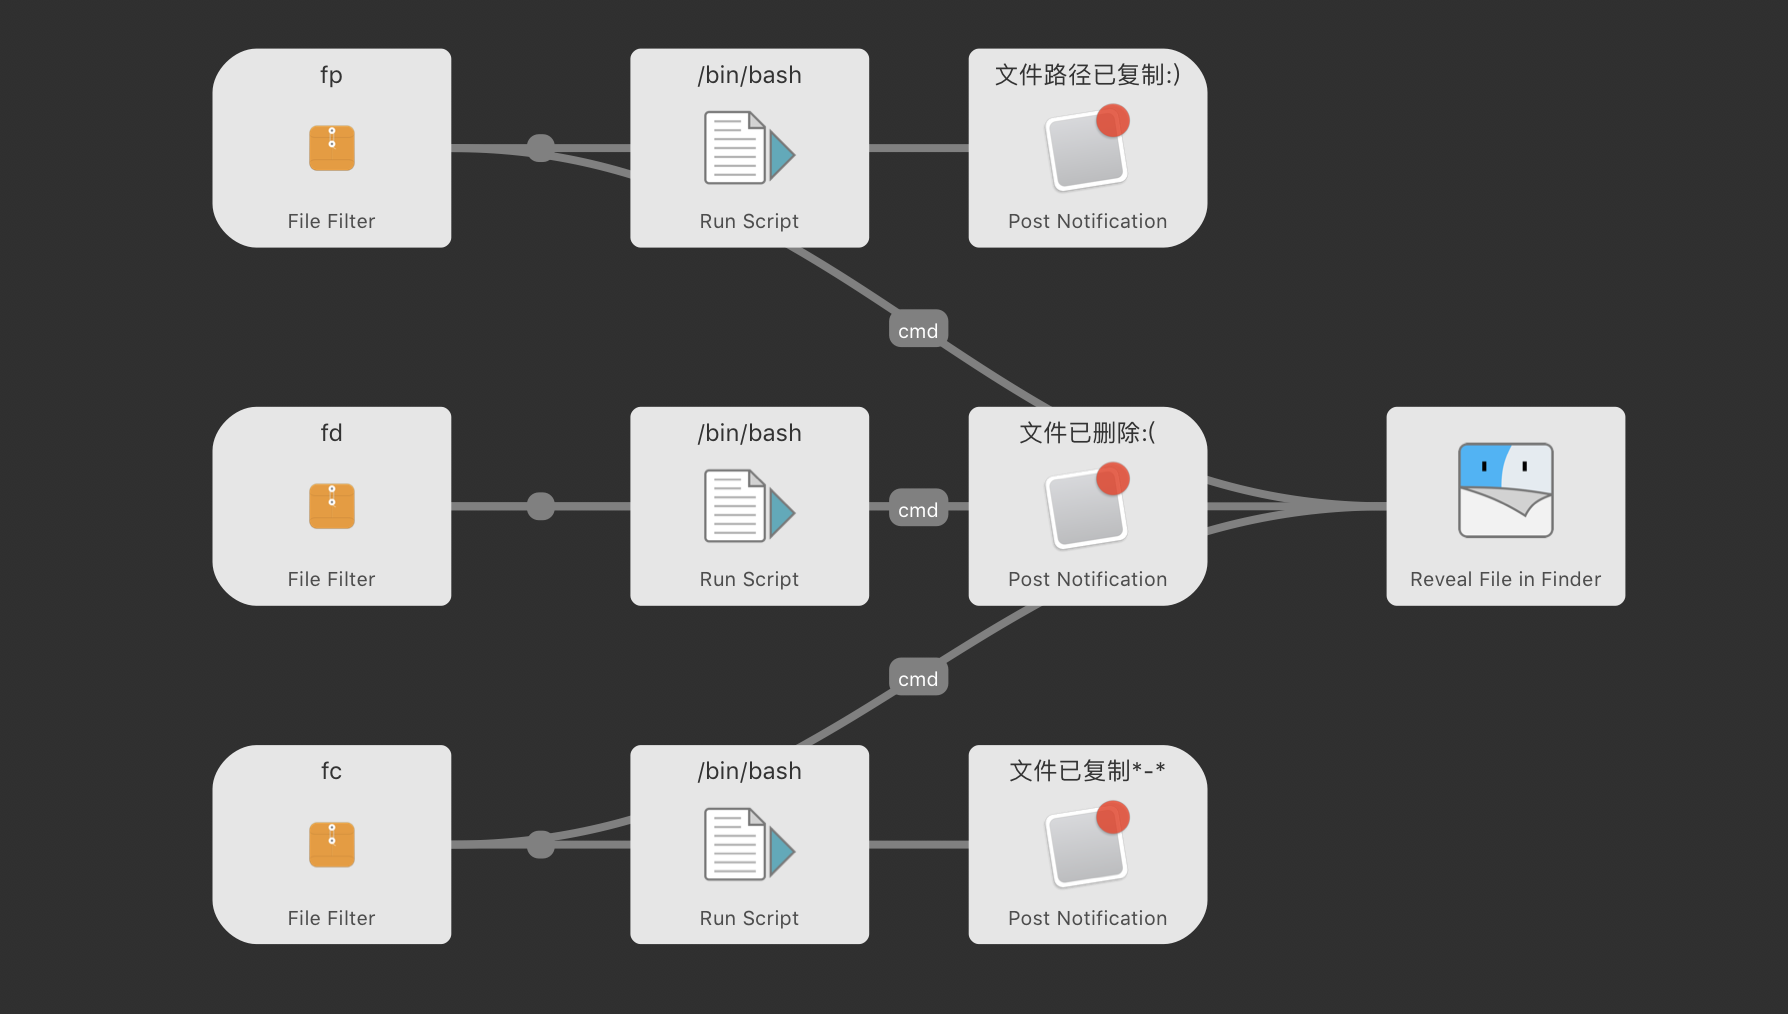 fp
File Filter
/bin/bash
Run Script
文件路径已复制:)
Post Notification
cmd
fd
File Filter
/bin/bash
Run Script
cmd
文件已删除:(
Post Notification
Reveal File in Finder
cmd
fc
File Filter
/bin/bash
Run Script
文件已复制*-*
Post Notification